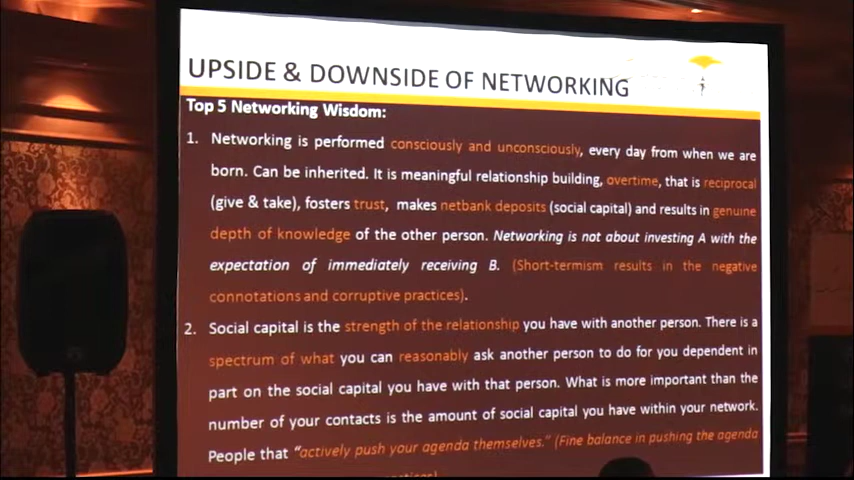 UPSIDE & DOWNSIDE OF NETWORKING
Top 5 Networking Wisdom:
1. Networking is performed consciously and unconsciously, every day from when we are
born. Can be inherited. It is meaningful relationship building, overtime, that is reciprocal
(give & take), fosters trust, makes netbank deposits (social capital) and results in genuine
depth of knowledge of the other person. Networking is not about investing A with the
expectation of immediately receiving B. (Short-termism results in the negative
connotations and corruptive practices).
2. Social capital is the strength of the relationship you have with another person. There is a
spectrum of what you can reasonably ask another person to do for you dependent in
part on the social capital you have with that person. What is more important than the
number of your contacts is the amount of social capital you have within your network.
People that "actively push your agenda themselves." (Fine balance in pushing the agenda